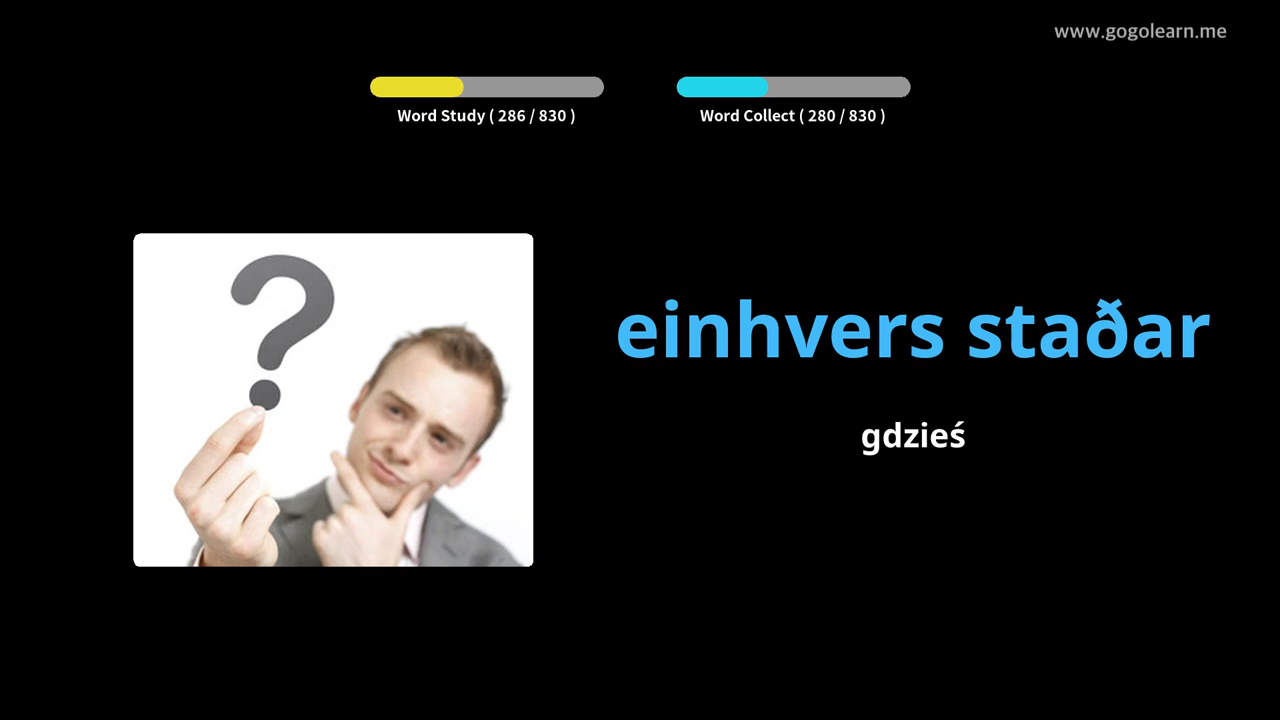 www.gogolearn.me
Word Study ( 286 / 830 )
Word Collect ( 280 / 830 )
einhvers staðar
gdzieś